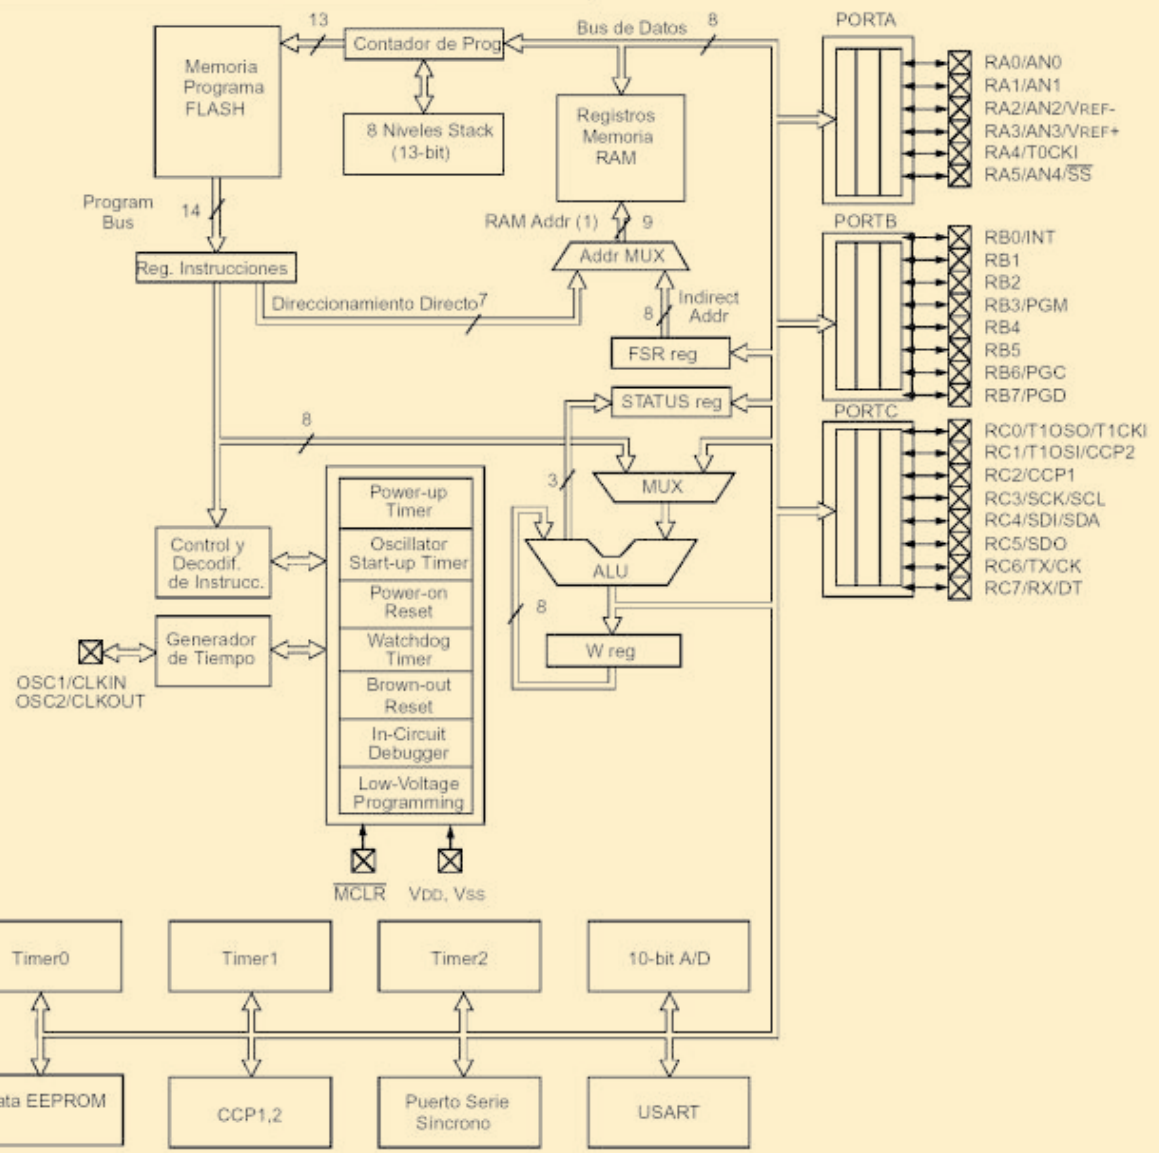 13
Bus de Datos
8
PORTA
Memoria
Programa
FLASH
Contador de Prog
8 Niveles Stack
(13-bit)
Registros
Memoria
RAM
RA0/AN0
RA1/AN1
RA2/AN2/VREF-
RA3/AN3/VREF+
RA4/T0CKI
RA5/AN4/SS
Program
Bus
14
RAM Addr (1)
9
Addr MUX
PORTB
RB0/INT
RB1
RB2
RB3/PGM
RB4
RB5
RB6/PGC
RB7/PGD
Reg. Instrucciones
Direccionamiento Directo
7
8
Indirect
Addr
FSR reg
STATUS reg
PORTC
RC0/T1OSO/T1CKI
RC1/T1OSI/CCP2
RC2/CCP1
RC3/SCK/SCL
RC4/SDI/SDA
RC5/SDO
RC6/TX/CK
RC7/RX/DT
8
3
MUX
ALU
8
W reg
Power-up
Timer
Oscillator
Start-up Timer
Power-on
Reset
Watchdog
Timer
Brown-out
Reset
In-Circuit
Debugger
Low-Voltage
Programming
Control y
Decodif.
de Instrucc.
Generador
de Tiempo
OSC1/CLKIN
OSC2/CLKOUT
MCLR
VDD, VSS
Timer0
Timer1
Timer2
10-bit A/D
ata EEPROM
CCP1,2
Puerto Serie
Síncrono
USART